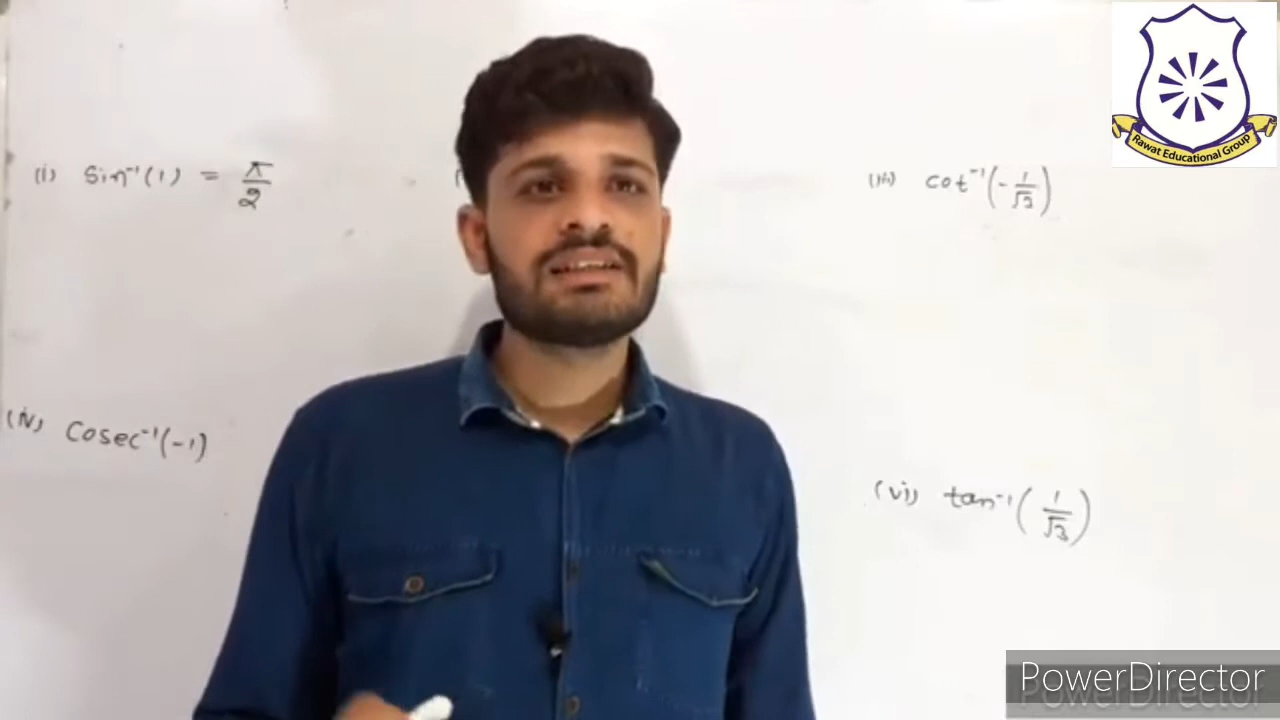 (i) Sin⁻¹(1) = π/2
(iii) cot⁻¹(-1/√3)
(iv) Cosec⁻¹(-1)
(vi) tan⁻¹(1/√3)
Rawat Educational Group
PowerDirector